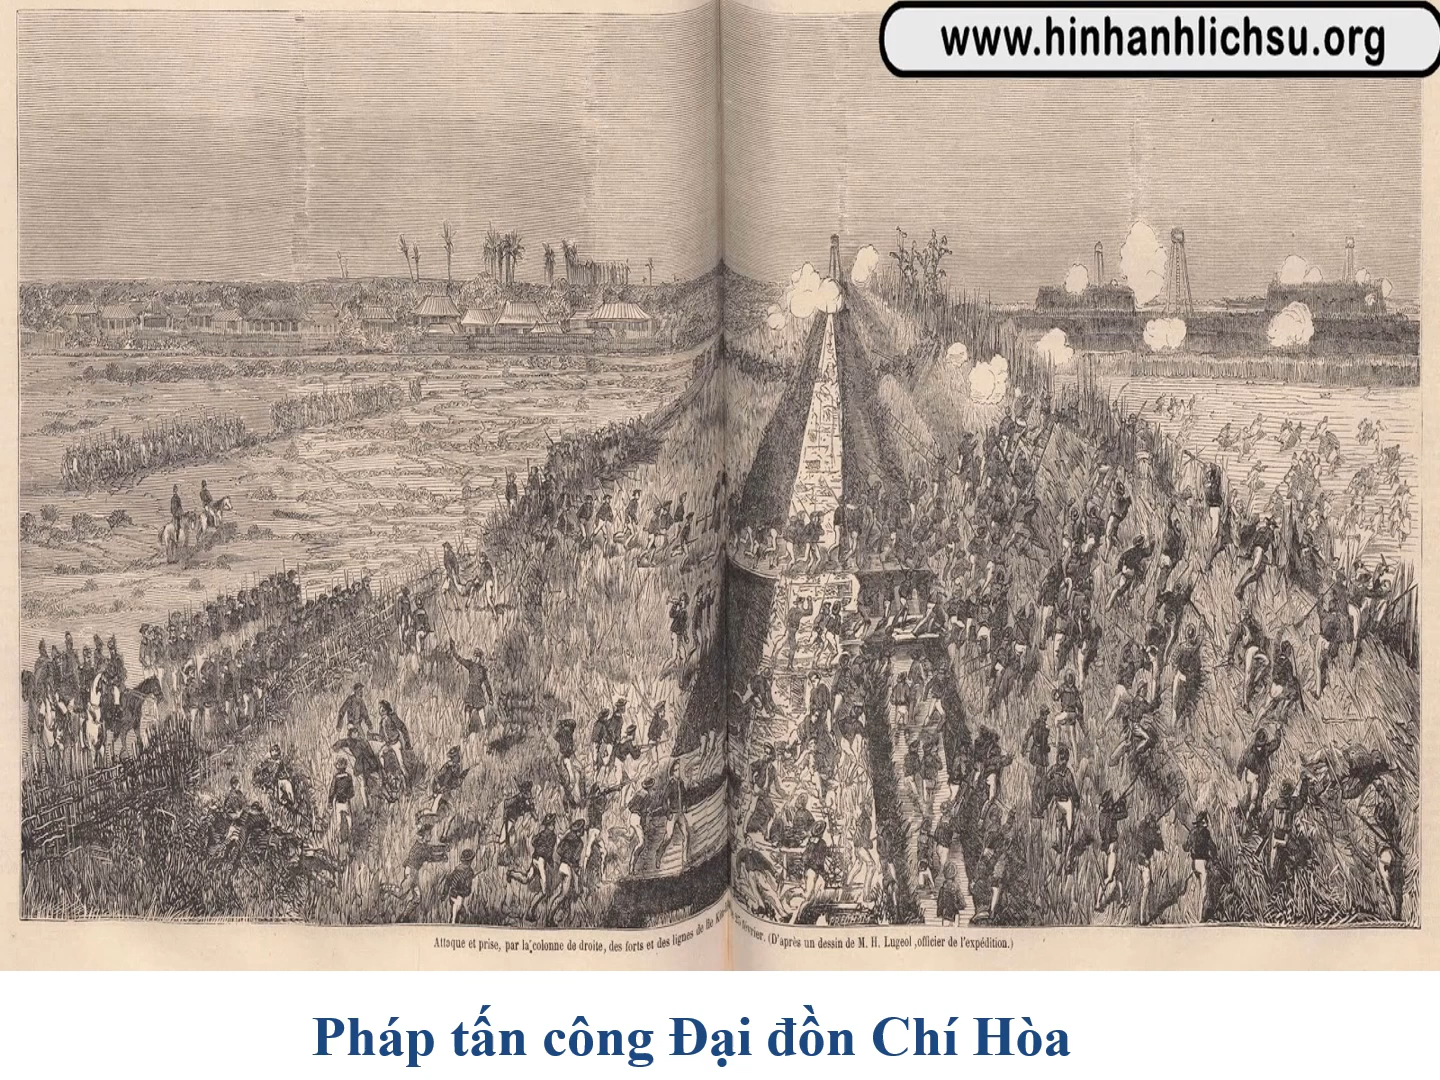 www.hinhanhlichsu.org
Attaque et prise, par la colonne de droite, des forts et des lignes de février. (D'après un dessin de M. H. Lugeol, officier de l'expédition.)
Pháp tấn công Đại đồn Chí Hòa